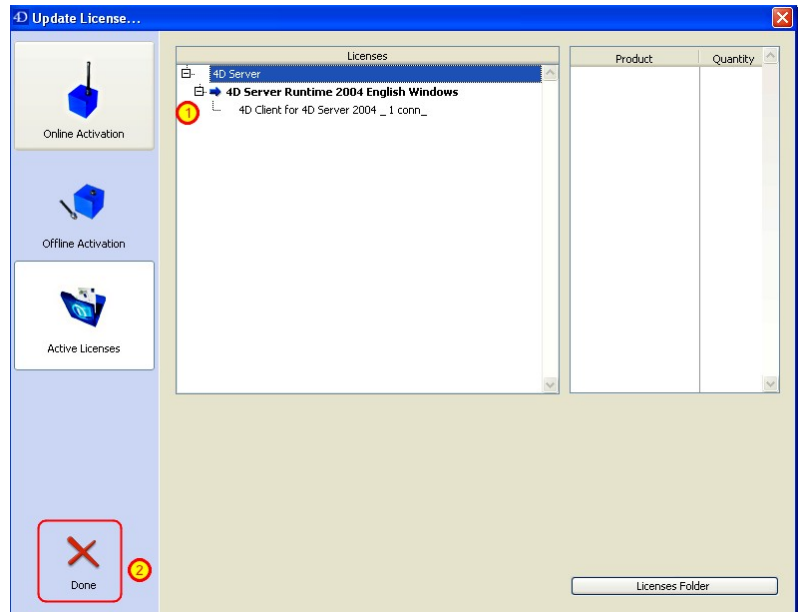 4D Update License...
Online Activation
Offline Activation
Active Licenses
Done
2
Licenses
4D Server
4D Server Runtime 2004 English Windows
1
4D Client for 4D Server 2004 _ 1 conn_
Product Quantity
Licenses Folder